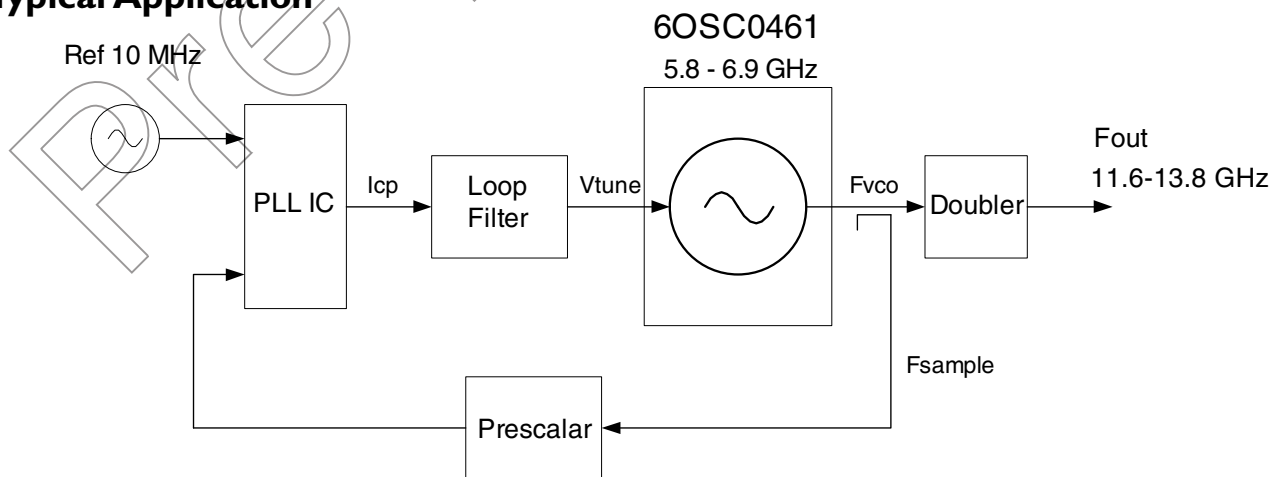 Typical Application
6OSC0461
Ref 10 MHz
5.8 - 6.9 GHz
Fout
11.6-13.8 GHz
PLL IC
Icp
Loop
Filter
Vtune
Fvco
Doubler
Fsample
Prescalar
Pre